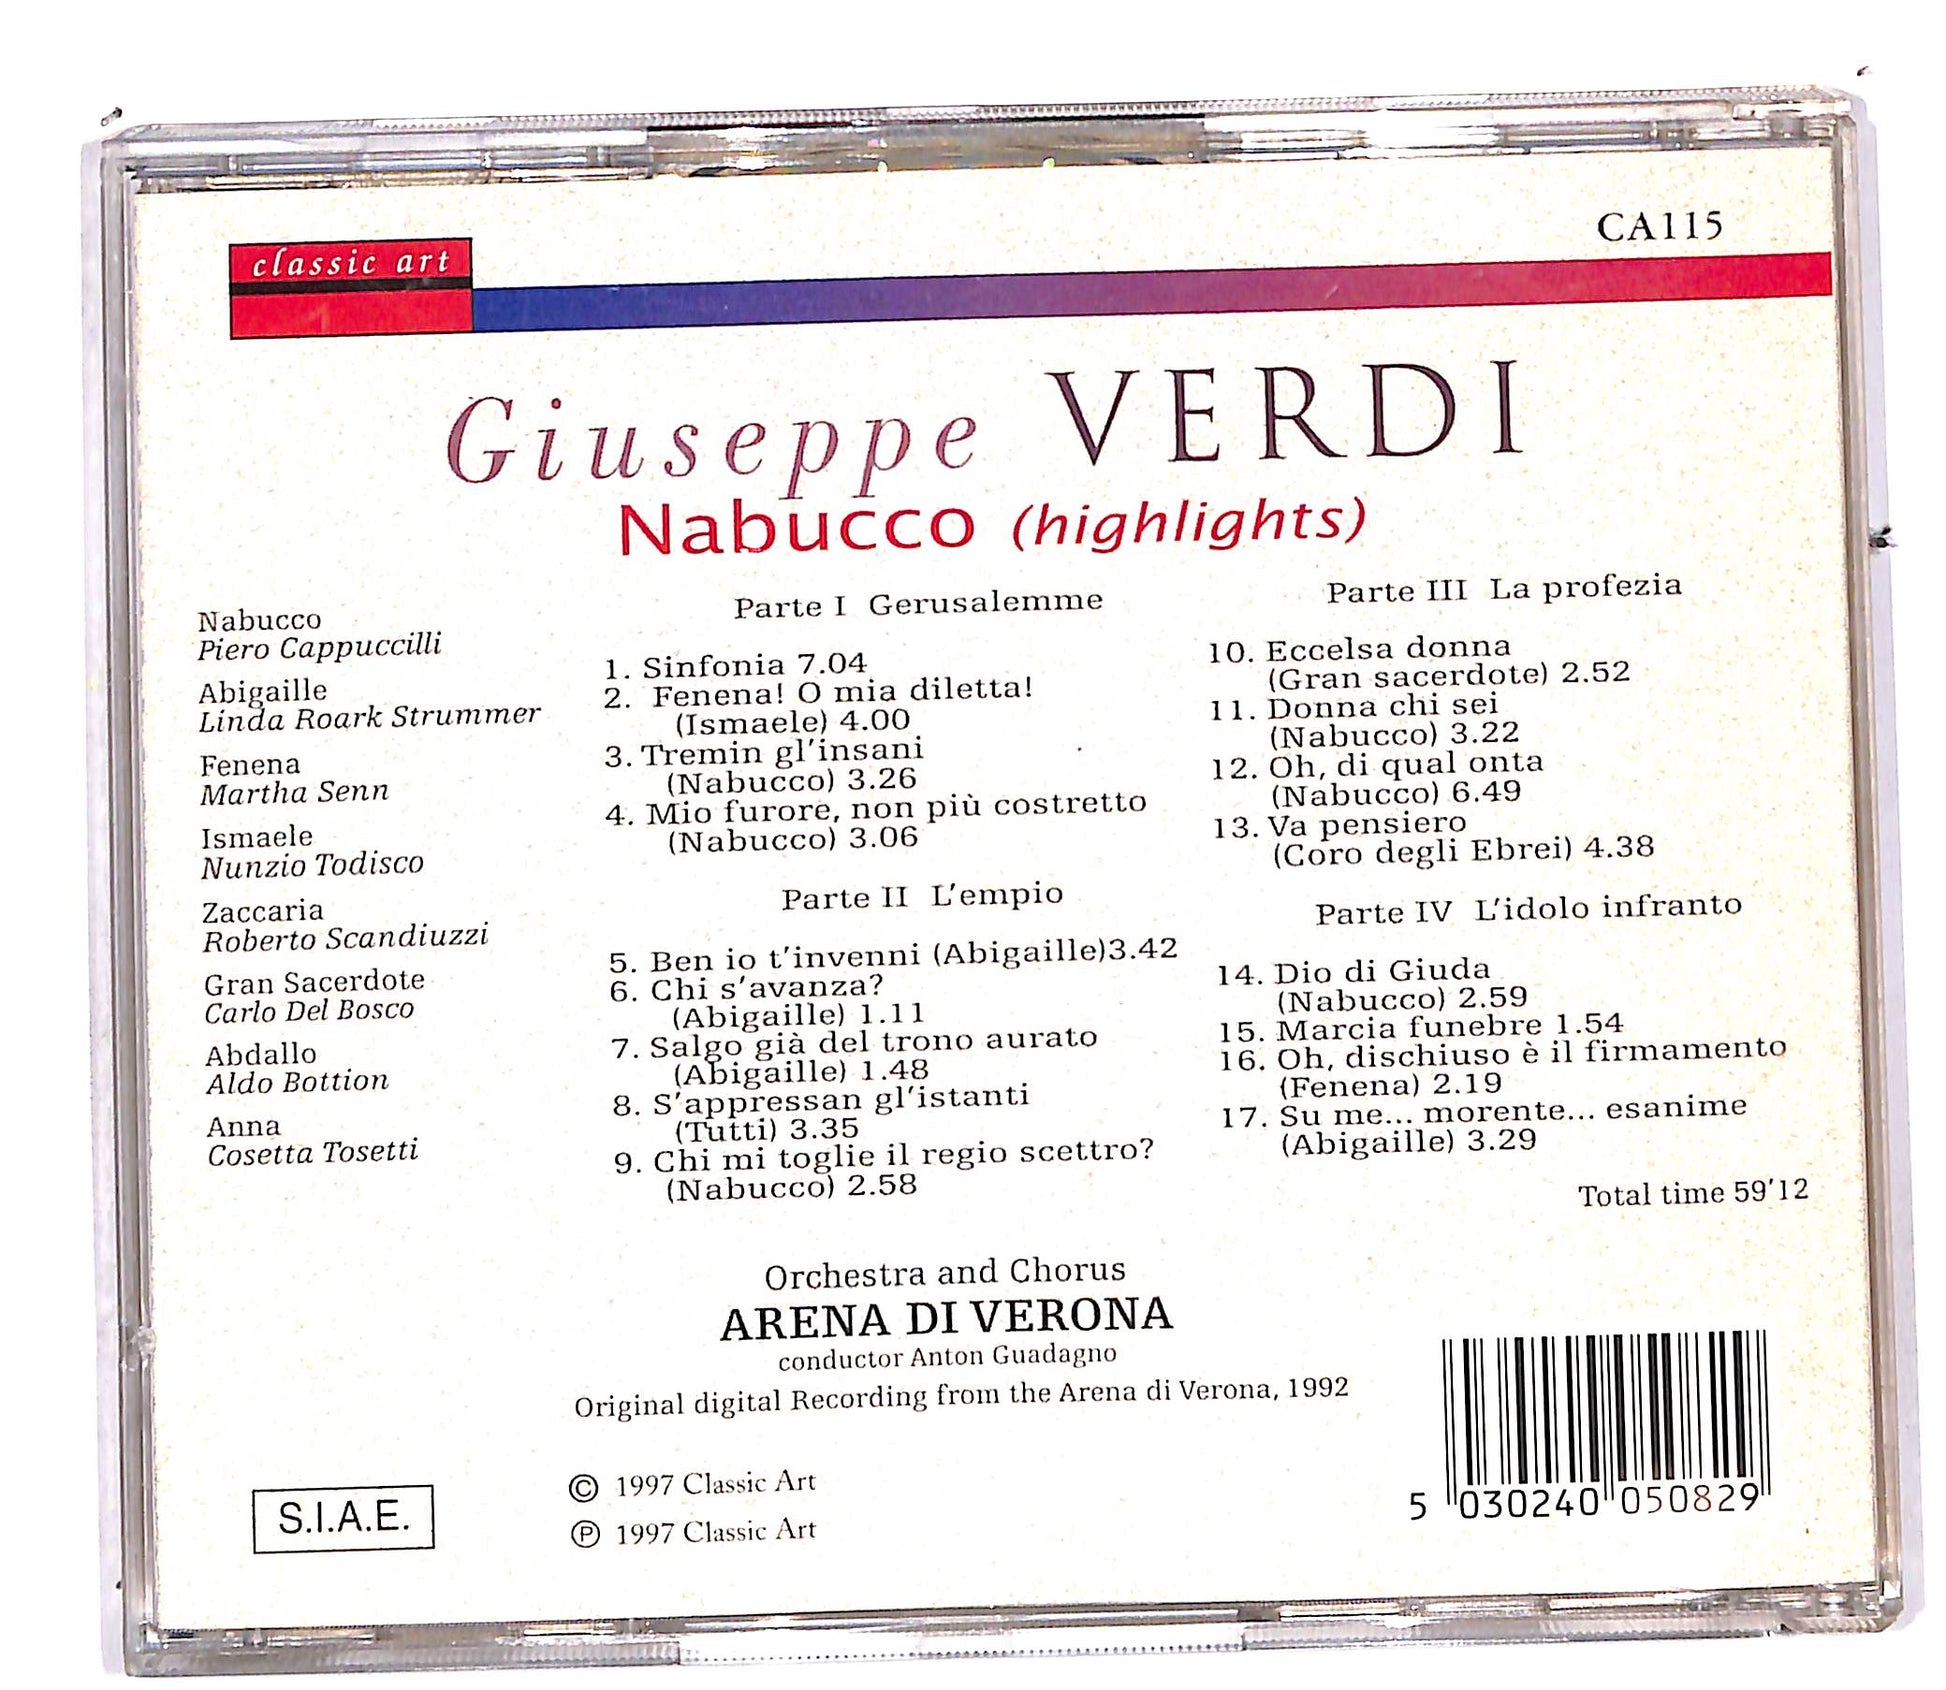 CA115
classic art
Giuseppe VERDI
Nabucco (highlights)
Nabucco
Piero Cappuccilli
Abigaille
Linda Roark Strummer
Fenena
Martha Senn
Ismaele
Nunzio Todisco
Zaccaria
Roberto Scandiuzzi
Gran Sacerdote
Carlo Del Bosco
Abdallo
Aldo Bottion
Anna
Cosetta Tosetti
Parte I Gerusalemme
1. Sinfonia 7.04
2. Fenena! O mia diletta!
(Ismaele) 4.00
3. Tremin gl'insani
(Nabucco) 3.26
4. Mio furore, non più costretto
(Nabucco) 3.06
Parte II L'empio
5. Ben io t'invenni (Abigaille)3.42
6. Chi s'avanza?
(Abigaille) 1.11
7. Salgo già del trono aurato
(Abigaille) 1.48
8. S'appressan gl'istanti
(Tutti) 3.35
9. Chi mi toglie il regio scettro?
(Nabucco) 2.58
Parte III La profezia
10. Eccelsa donna
(Gran sacerdote) 2.52
11. Donna chi sei
(Nabucco) 3.22
12. Oh, di qual onta
(Nabucco) 6.49
13. Va pensiero
(Coro degli Ebrei) 4.38
Parte IV L'idolo infranto
14. Dio di Giuda
(Nabucco) 2.59
15. Marcia funebre 1.54
16. Oh, dischiuso è il firmamento
(Fenena) 2.19
17. Su me... morente... esanime
(Abigaille) 3.29
Total time 59'12
Orchestra and Chorus
ARENA DI VERONA
conductor Anton Guadagno
Original digital Recording from the Arena di Verona, 1992
S.I.A.E.
© 1997 Classic Art
℗ 1997 Classic Art
5 030240 050829